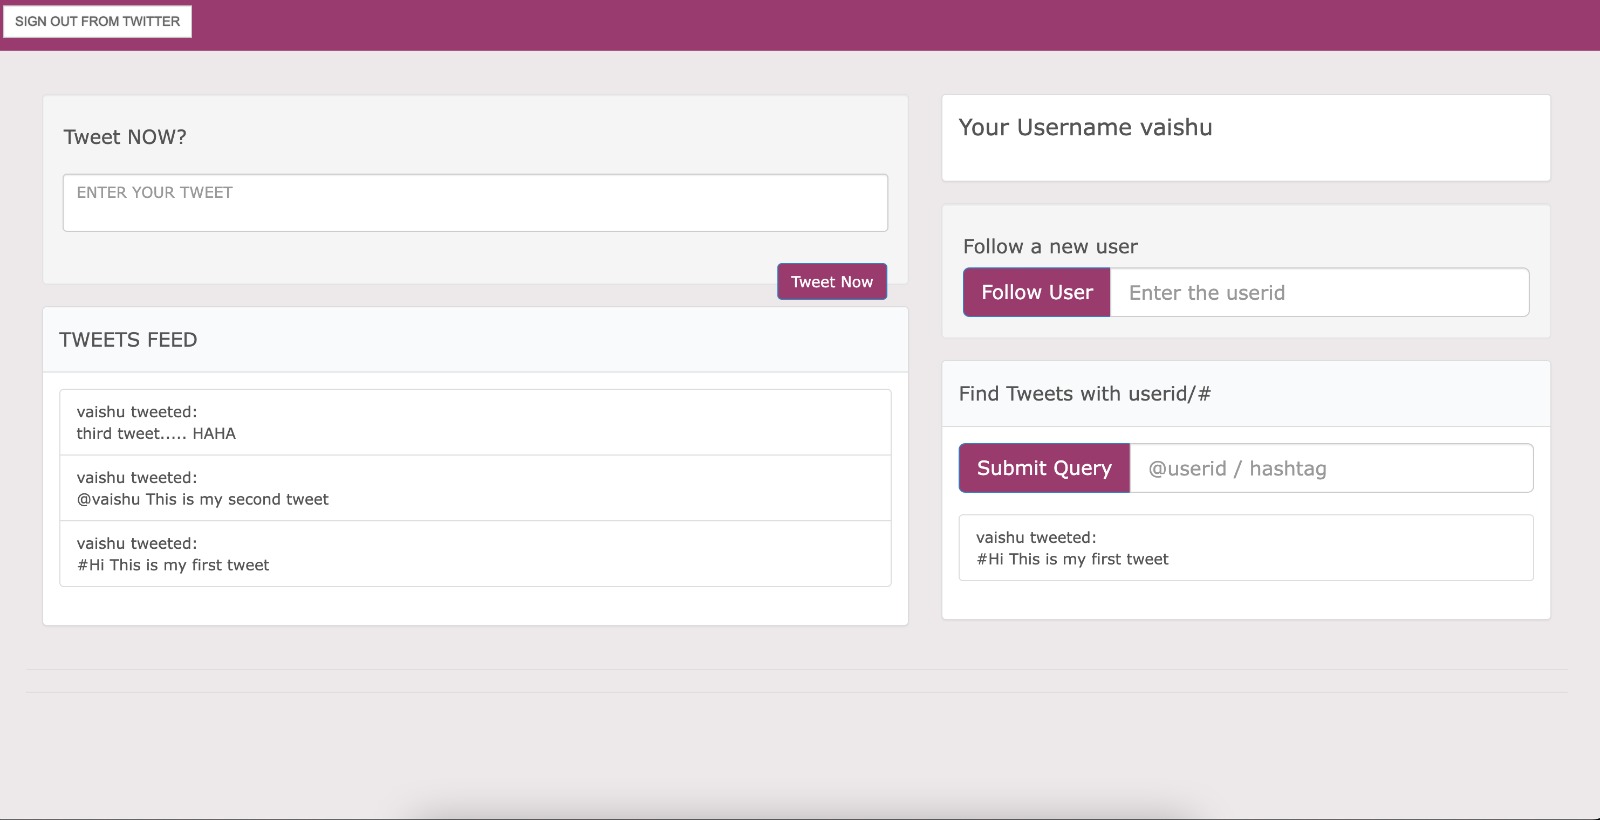 SIGN OUT FROM TWITTER
Tweet NOW?
ENTER YOUR TWEET
Tweet Now
TWEETS FEED
vaishu tweeted:
third tweet..... HAHA
vaishu tweeted:
@vaishu This is my second tweet
vaishu tweeted:
#Hi This is my first tweet
Your Username vaishu
Follow a new user
Follow User
Enter the userid
Find Tweets with userid/#
Submit Query
@userid / hashtag
vaishu tweeted:
#Hi This is my first tweet